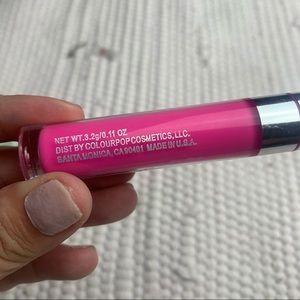 NET WT.3.2g/0.11 OZ
DIST BY COLOURPOP COSMETICS, LLC.
SANTA MONICA, CA 90401 MADE IN U.S.A.